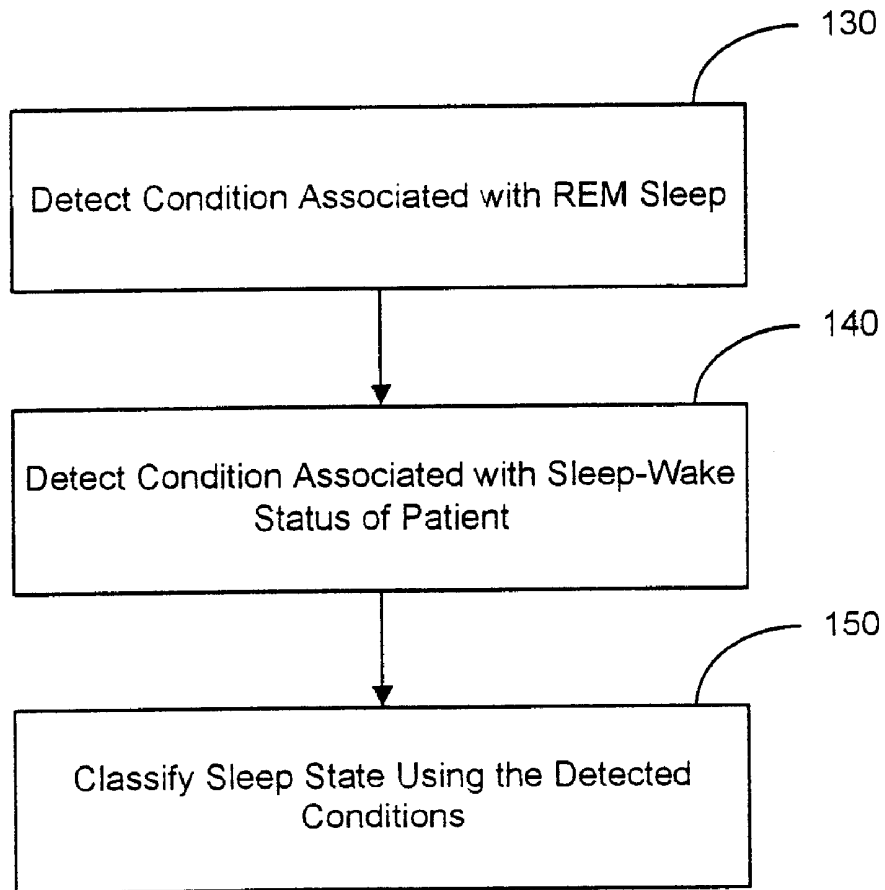 130
Detect Condition Associated with REM Sleep
140
Detect Condition Associated with Sleep-Wake
Status of Patient
150
Classify Sleep State Using the Detected
Conditions